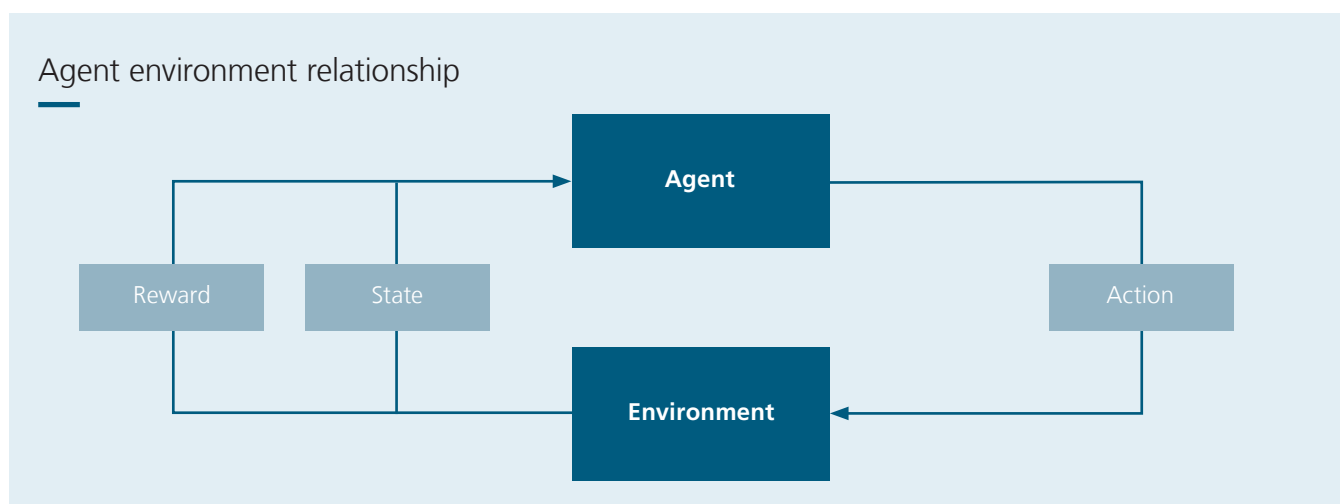 Agent environment relationship
Agent
Reward
State
Action
Environment